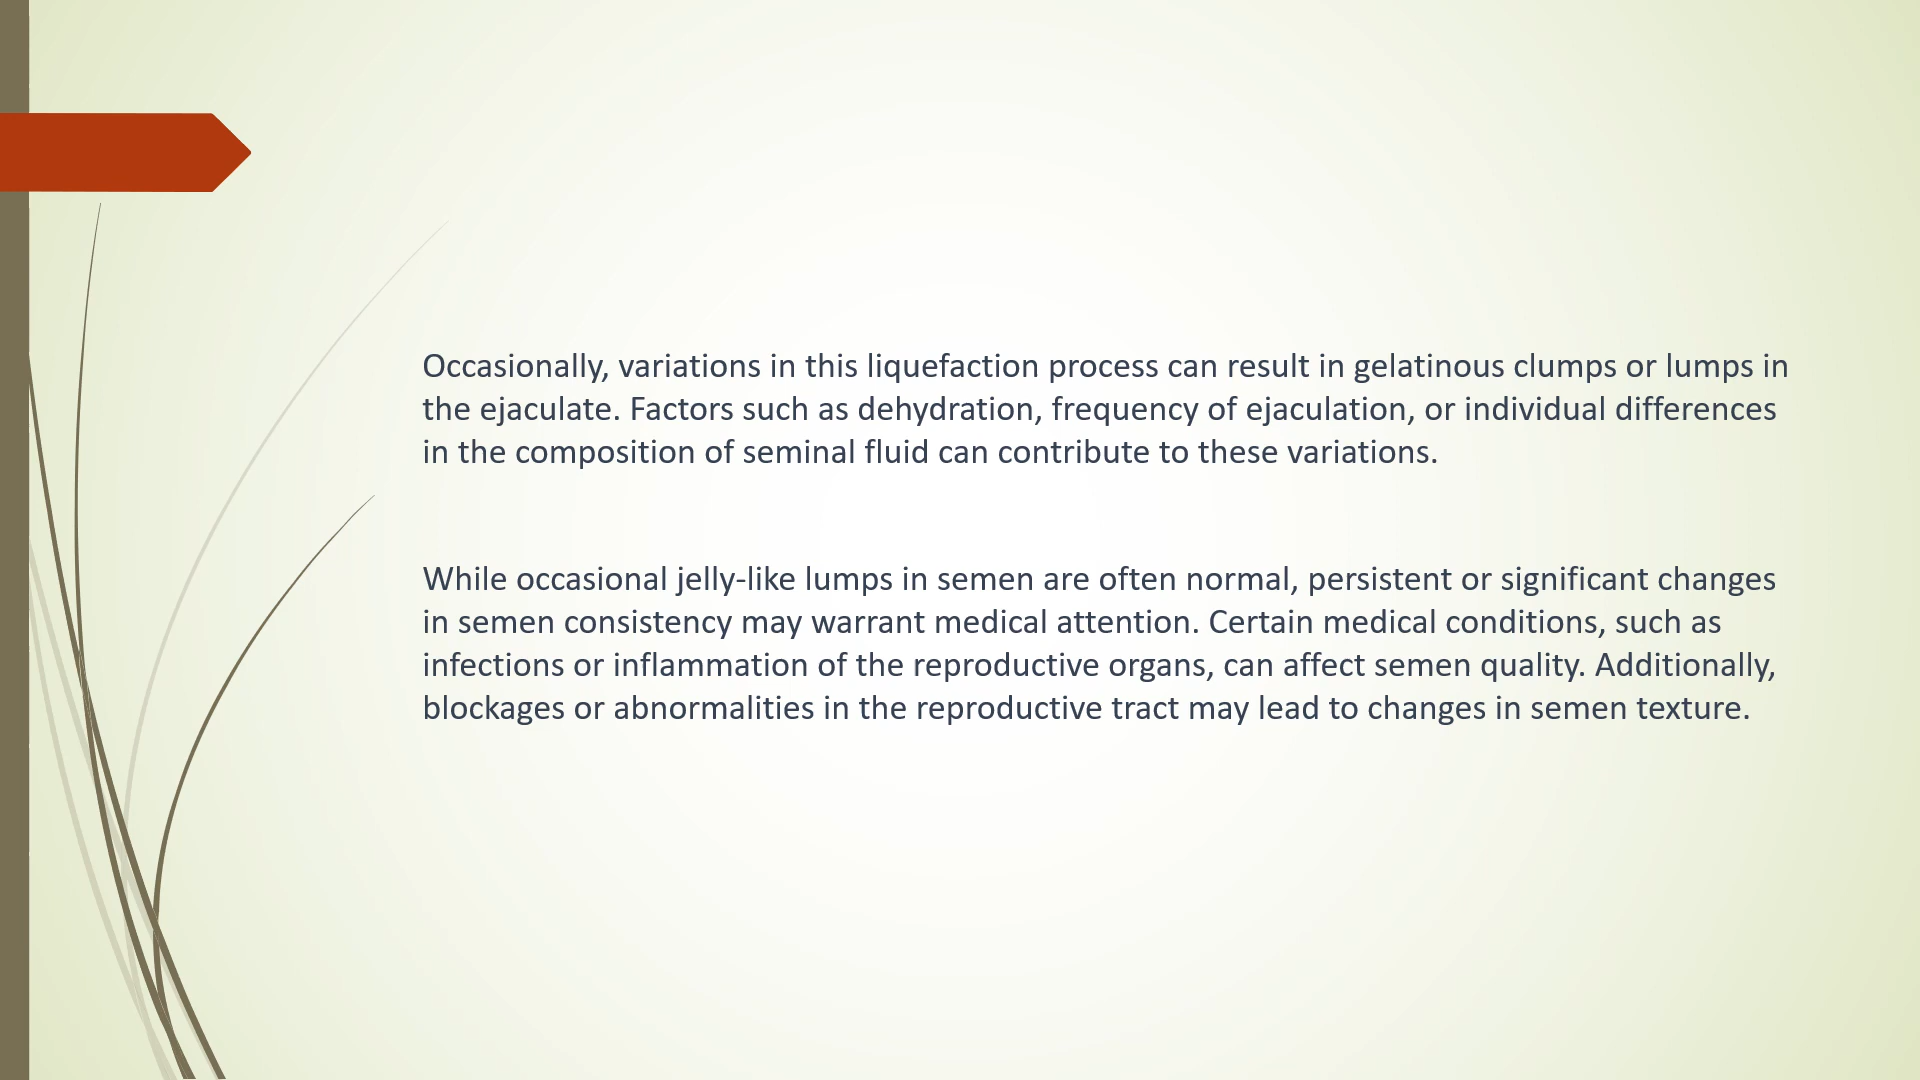 Occasionally, variations in this liquefaction process can result in gelatinous clumps or lumps in
the ejaculate. Factors such as dehydration, frequency of ejaculation, or individual differences
in the composition of seminal fluid can contribute to these variations.
While occasional jelly-like lumps in semen are often normal, persistent or significant changes
in semen consistency may warrant medical attention. Certain medical conditions, such as
infections or inflammation of the reproductive organs, can affect semen quality. Additionally,
blockages or abnormalities in the reproductive tract may lead to changes in semen texture.